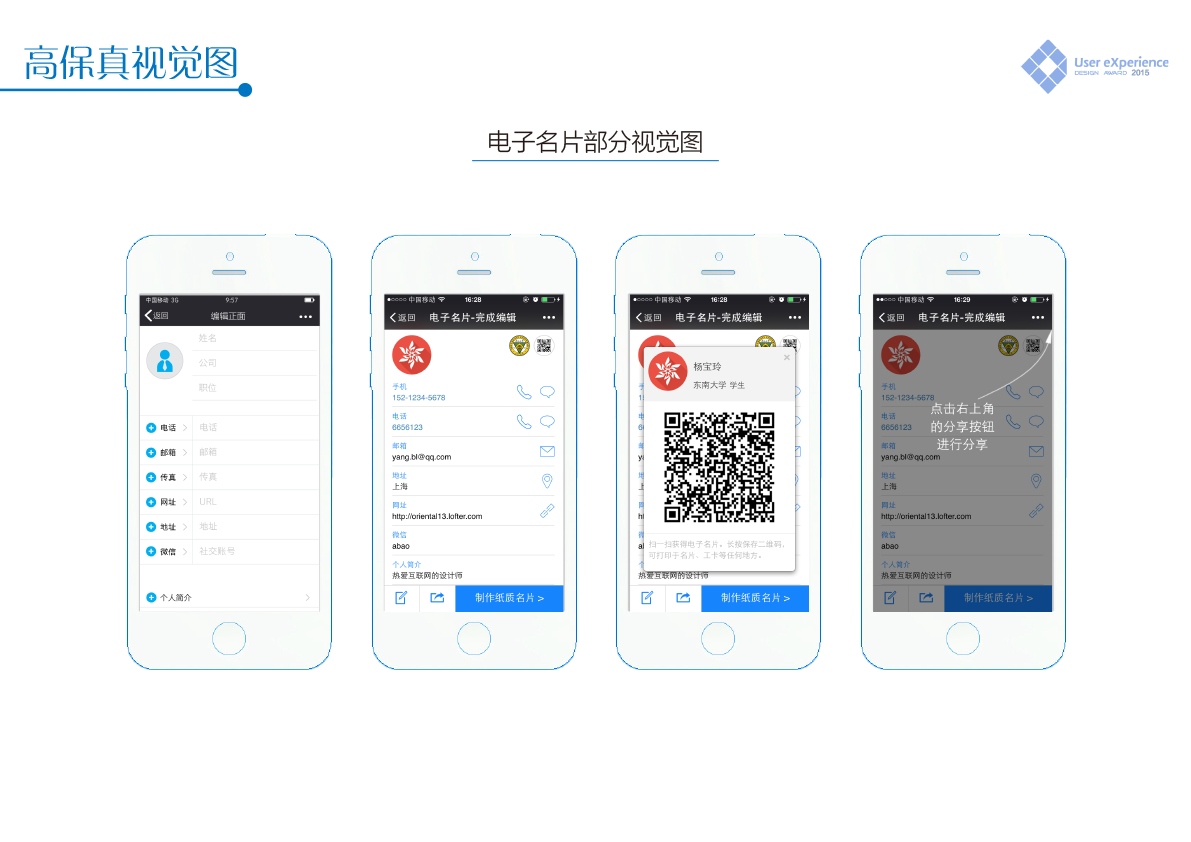 高保真视觉图
User eXperience
DESIGN AWARD 2015
电子名片部分视觉图
中国移动 3G 9:57
返回 编辑正面
姓名
公司
职位
电话 电话
邮箱 邮箱
传真 传真
网址 URL
地址 地址
微信 社交账号
个人简介
中国移动 16:28
返回 电子名片-完成编辑
手机
152-1234-5678
电话
6656123
邮箱
yang.bl@qq.com
地址
上海
网址
http://oriental13.lofter.com
微信
abao
个人简介
热爱互联网的设计师
制作纸质名片 >
中国移动 16:28
返回 电子名片-完成编辑
杨宝玲
东南大学 学生
扫一扫获得电子名片。长按保存二维码，
可打印于名片、工卡等任何地方。
个人简介
热爱互联网的设计师
制作纸质名片 >
中国移动 16:29
返回 电子名片-完成编辑
点击右上角
的分享按钮
进行分享
手机
152-1234-5678
电话
6656123
邮箱
yang.bl@qq.com
地址
上海
网址
http://oriental13.lofter.com
微信
abao
个人简介
热爱互联网的设计师
制作纸质名片 >